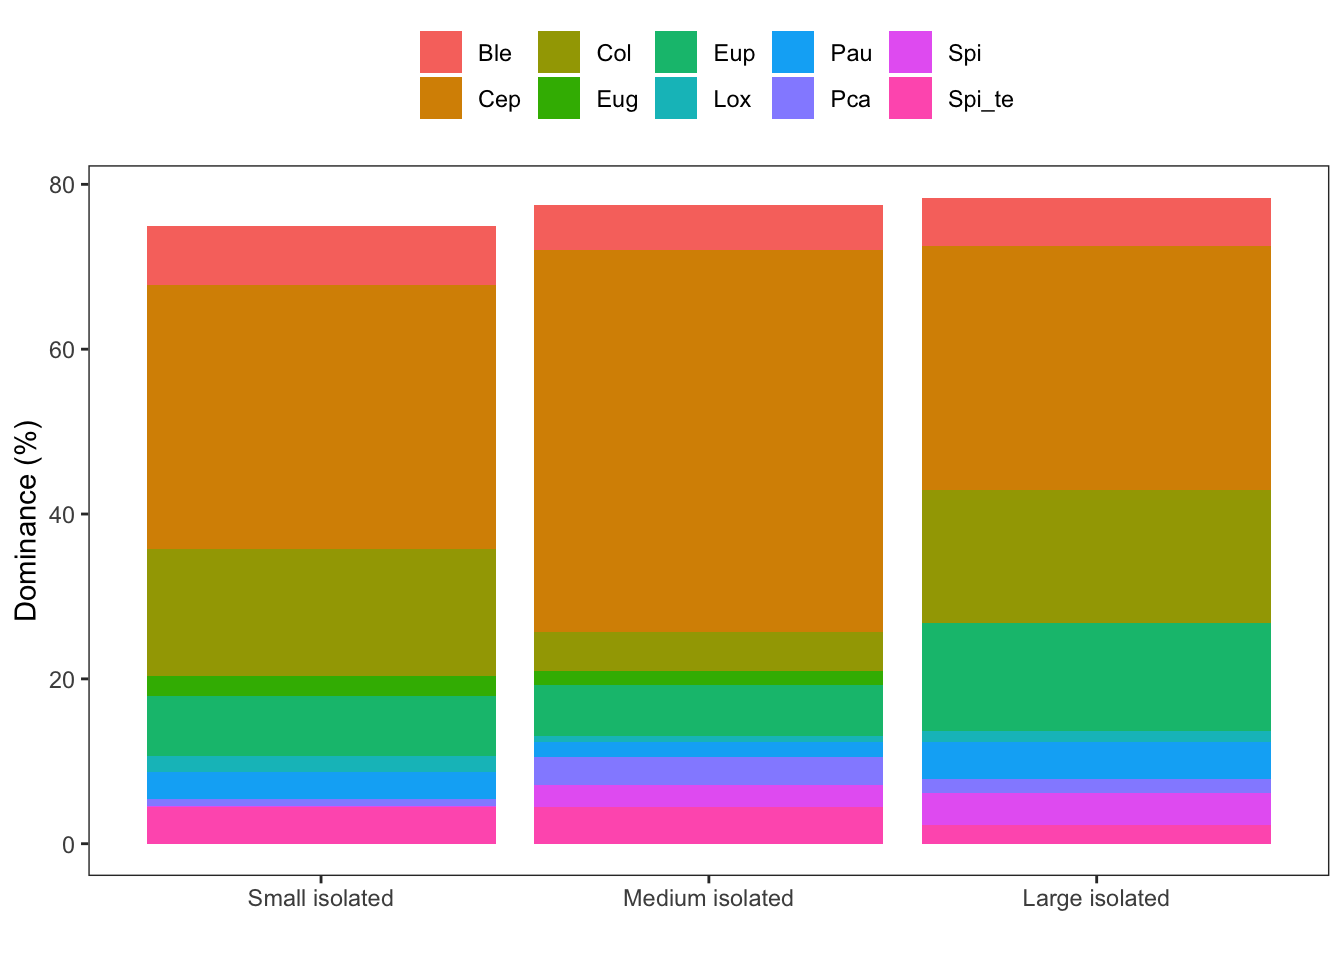 Ble Col Eup Pau Spi
Cep Eug Lox Pca Spi_te
Dominance (%)
80
60
40
20
0
Small isolated Medium isolated Large isolated